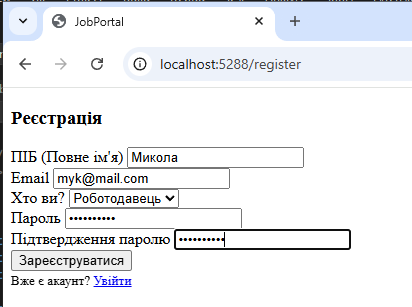 JobPortal
localhost:5288/register
Реєстрація
ПІБ (Повне ім'я) Микола
Email myk@mail.com
Хто ви? Роботодавець
Пароль ••••••••••
Підтвердження паролю ••••••••••
Зареєструватися
Вже є акаунт? Увійти